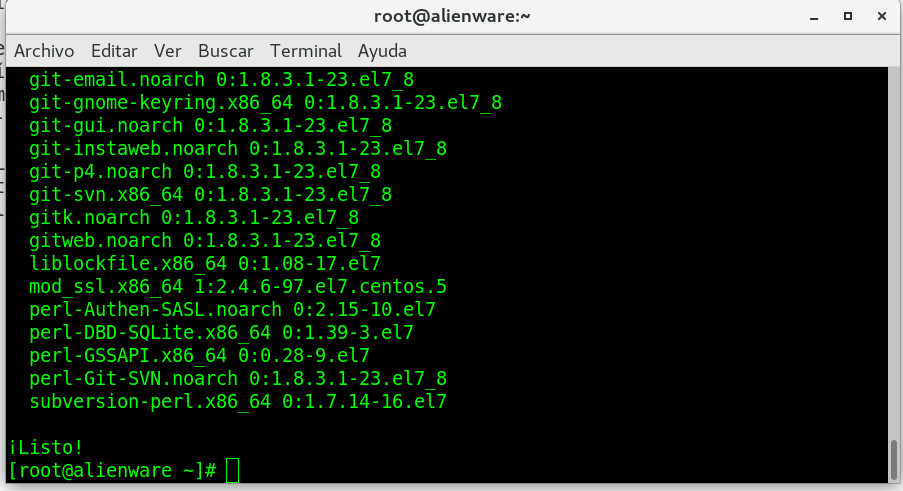 root@alienware:~
Archivo Editar Ver Buscar Terminal Ayuda
git-email.noarch 0:1.8.3.1-23.el7_8
git-gnome-keyring.x86_64 0:1.8.3.1-23.el7_8
git-gui.noarch 0:1.8.3.1-23.el7_8
git-instaweb.noarch 0:1.8.3.1-23.el7_8
git-p4.noarch 0:1.8.3.1-23.el7_8
git-svn.x86_64 0:1.8.3.1-23.el7_8
gitk.noarch 0:1.8.3.1-23.el7_8
gitweb.noarch 0:1.8.3.1-23.el7_8
liblockfile.x86_64 0:1.08-17.el7
mod_ssl.x86_64 1:2.4.6-97.el7.centos.5
perl-Authen-SASL.noarch 0:2.15-10.el7
perl-DBD-SQLite.x86_64 0:1.39-3.el7
perl-GSSAPI.x86_64 0:0.28-9.el7
perl-Git-SVN.noarch 0:1.8.3.1-23.el7_8
subversion-perl.x86_64 0:1.7.14-16.el7
¡Listo!
[root@alienware ~]#